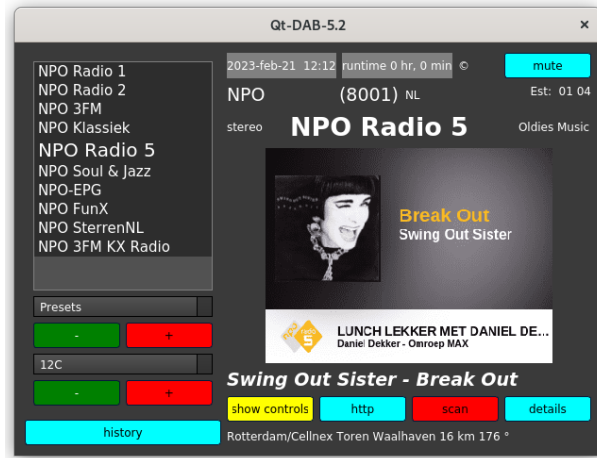 Qt-DAB-5.2
×
NPO Radio 1
NPO Radio 2
NPO 3FM
NPO Klassiek
NPO Radio 5
NPO Soul & Jazz
NPO-EPG
NPO FunX
NPO SterrenNL
NPO 3FM KX Radio
Presets
- +
12C
- +
history
2023-feb-21 12:12 runtime 0 hr, 0 min © mute
NPO (8001) NL Est: 01 04
stereo NPO Radio 5 Oldies Music
Break Out
Swing Out Sister
radio 5
LUNCH LEKKER MET DANIEL DE...
Daniel Dekker - Omroep MAX
Swing Out Sister - Break Out
show controls http scan details
Rotterdam/Cellnex Toren Waalhaven 16 km 176 °